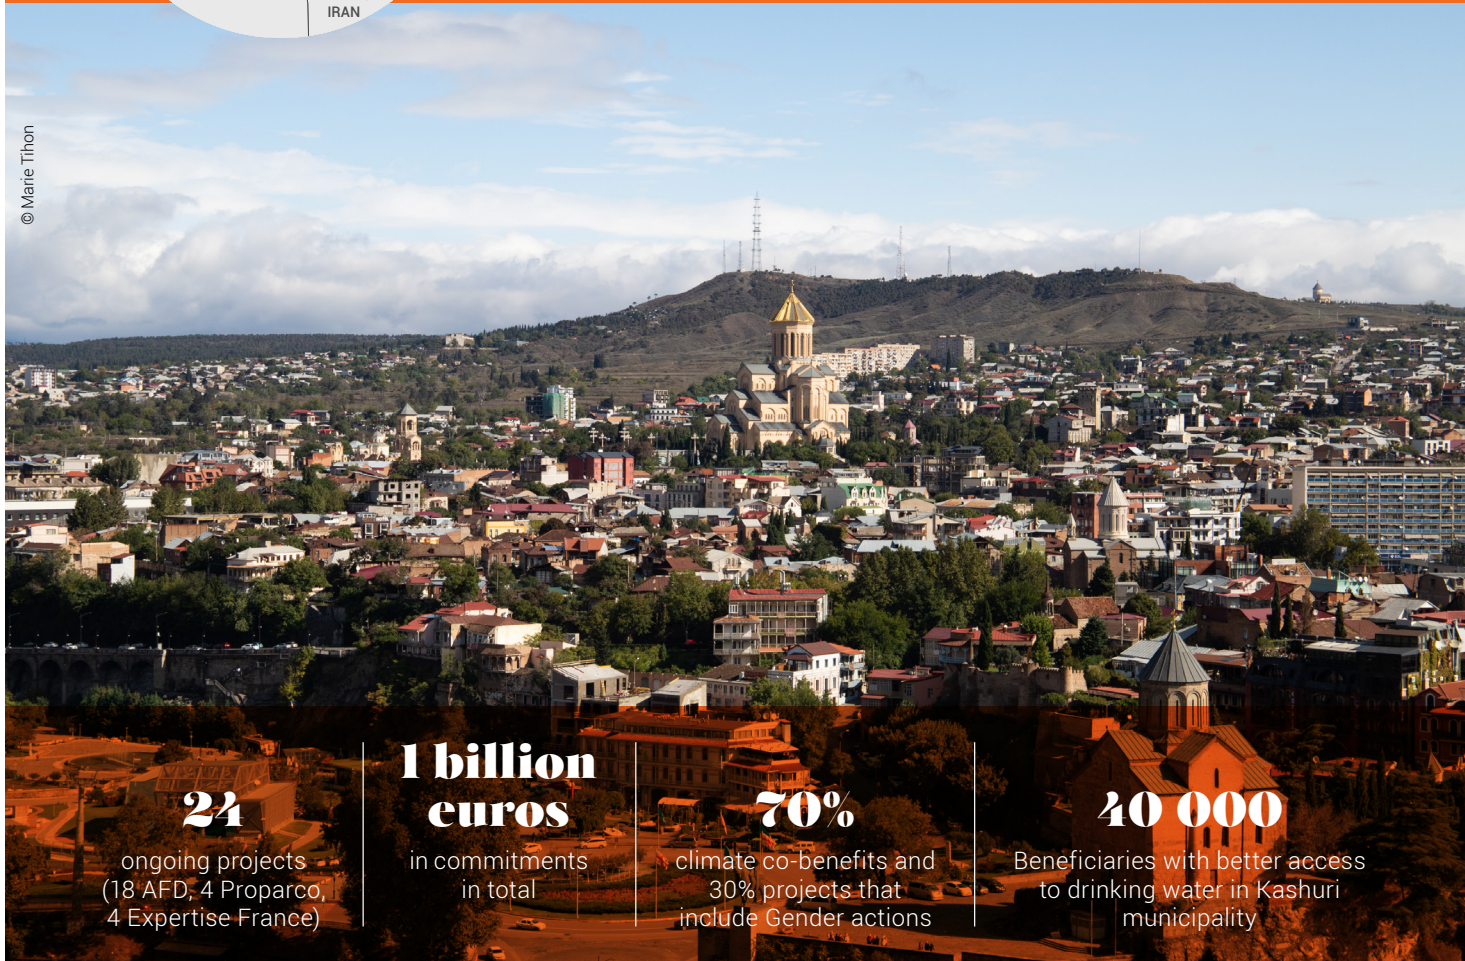 IRAN
© Marie Tihon
24
ongoing projects
(18 AFD, 4 Proparco,
4 Expertise France)
1 billion
euros
in commitments
in total
70%
climate co-benefits and
30% projects that
include Gender actions
40 000
Beneficiaries with better access
to drinking water in Kashuri
municipality